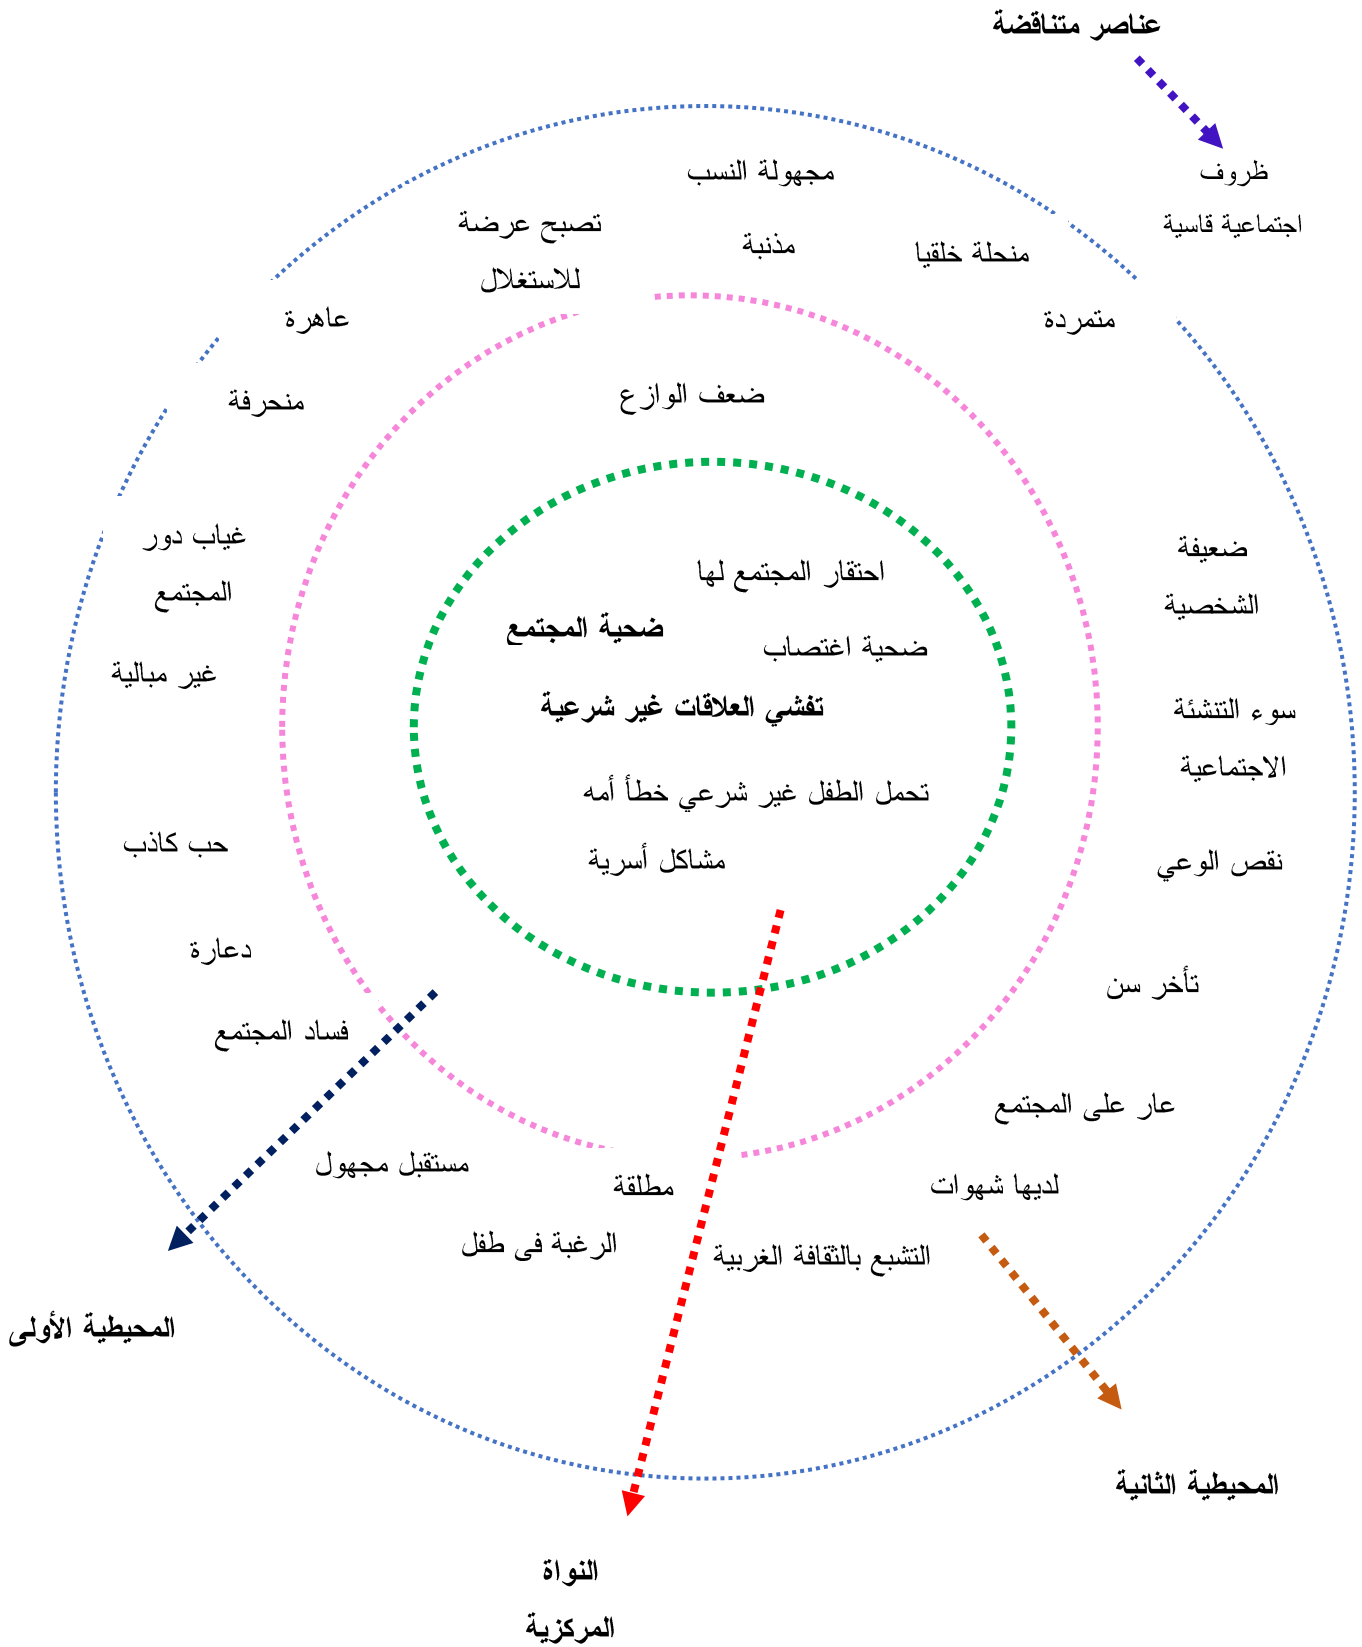 عناصر متناقضة
ظروف
اجتماعية قاسية
مجهولة النسب
تصبح عرضة
للاستغلال
مذنبة
منحلة خلقيا
متمردة
عاهرة
منحرفة
ضعف الوازع
غياب دور
المجتمع
ضعيفة
الشخصية
احتقار المجتمع لها
ضحية المجتمع
ضحية اغتصاب
تفشي العلاقات غير شرعية
تحمل الطفل غير شرعي خطأ أمه
مشاكل أسرية
غير مبالية
سوء التنشئة
الاجتماعية
حب كاذب
نقص الوعي
دعارة
تأخر سن
فساد المجتمع
عار على المجتمع
مستقبل مجهول
مطلقة
لديها شهوات
الرغبة فى طفل
التشبع بالثقافة الغربية
المحيطية الأولى
المحيطية الثانية
النواة
المركزية